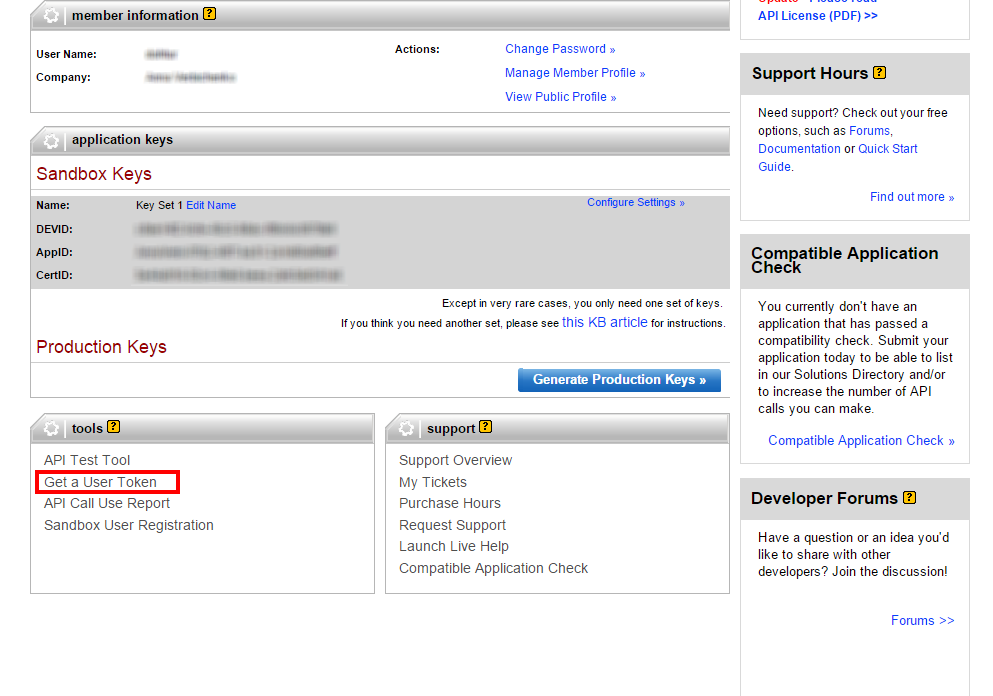 member information ?
User Name:
Company:
Actions:
Change Password »
Manage Member Profile »
View Public Profile »
application keys
Sandbox Keys
Name: Key Set 1 Edit Name Configure Settings »
DEVID:
AppID:
CertID:
Except in very rare cases, you only need one set of keys.
If you think you need another set, please see this KB article for instructions.
Production Keys
Generate Production Keys »
tools ?
API Test Tool
Get a User Token
API Call Use Report
Sandbox User Registration
support ?
Support Overview
My Tickets
Purchase Hours
Request Support
Launch Live Help
Compatible Application Check
API License (PDF) >>
Support Hours ?
Need support? Check out your free
options, such as Forums,
Documentation or Quick Start
Guide.
Find out more »
Compatible Application
Check
You currently don't have an
application that has passed a
compatibility check. Submit your
application today to be able to list
in our Solutions Directory and/or
to increase the number of API
calls you can make.
Compatible Application Check »
Developer Forums ?
Have a question or an idea you'd
like to share with other
developers? Join the discussion!
Forums >>